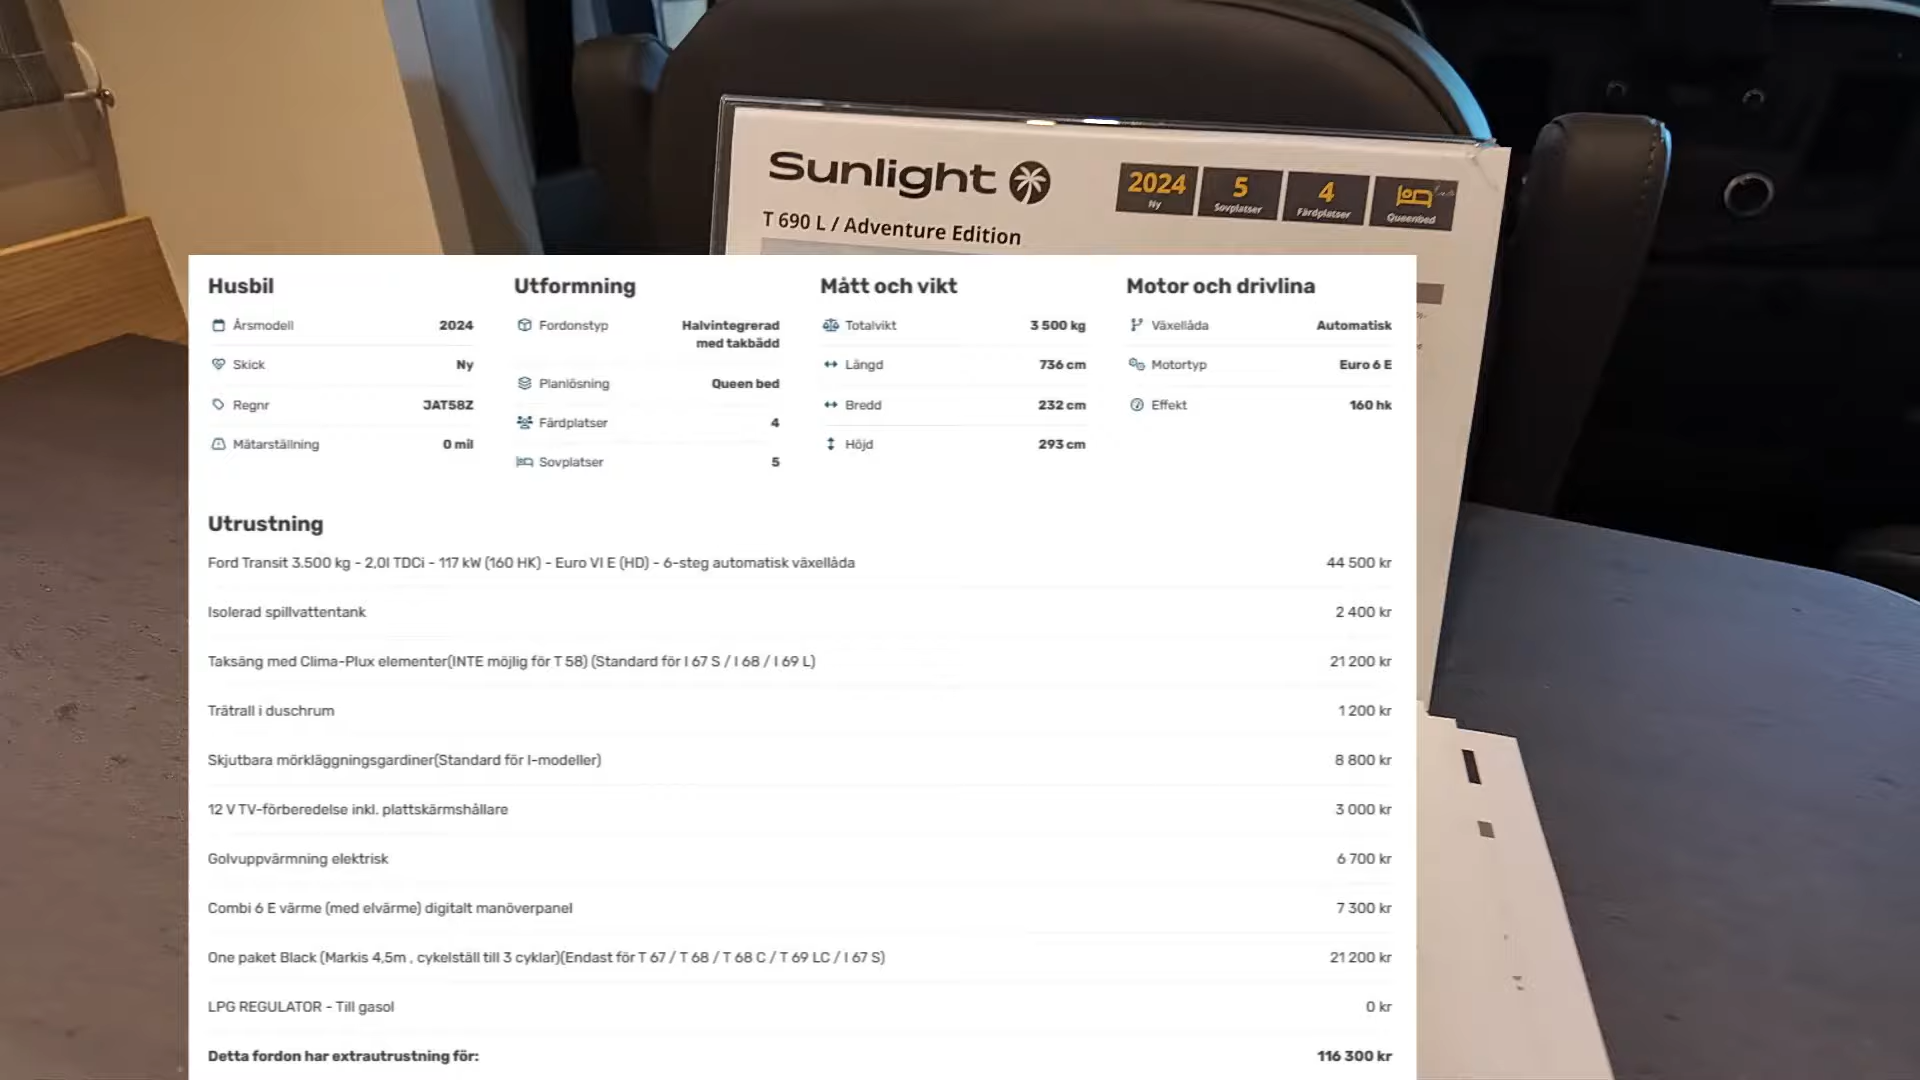 Sunlight
T 690 L / Adventure Edition
2024
Ny
5
Sovplatser
4
Färdplatser
Queenbed
Husbil
Årsmodell 2024
Skick Ny
Regnr JAT58Z
Mätarställning 0 mil
Utformning
Fordonstyp Halvintegrerad
med takbädd
Planlösning Queen bed
Färdplatser 4
Sovplatser 5
Mått och vikt
Totalvikt 3 500 kg
Längd 736 cm
Bredd 232 cm
Höjd 293 cm
Motor och drivlina
Växellåda Automatisk
Motortyp Euro 6 E
Effekt 160 hk
Utrustning
Ford Transit 3.500 kg - 2,0l TDCi - 117 kW (160 HK) - Euro VI E (HD) - 6-steg automatisk växellåda 44 500 kr
Isolerad spillvattentank 2 400 kr
Taksäng med Clima-Plux elementer(INTE möjlig för T 58) (Standard för I 67 S / I 68 / I 69 L) 21 200 kr
Trätrall i duschrum 1 200 kr
Skjutbara mörkläggningsgardiner(Standard för I-modeller) 8 800 kr
12 V TV-förberedelse inkl. plattskärmshållare 3 000 kr
Golvuppvärmning elektrisk 6 700 kr
Combi 6 E värme (med elvärme) digitalt manöverpanel 7 300 kr
One paket Black (Markis 4,5m , cykelställ till 3 cyklar)(Endast för T 67 / T 68 / T 68 C / T 69 LC / I 67 S) 21 200 kr
LPG REGULATOR - Till gasol 0 kr
Detta fordon har extrautrustning för: 116 300 kr